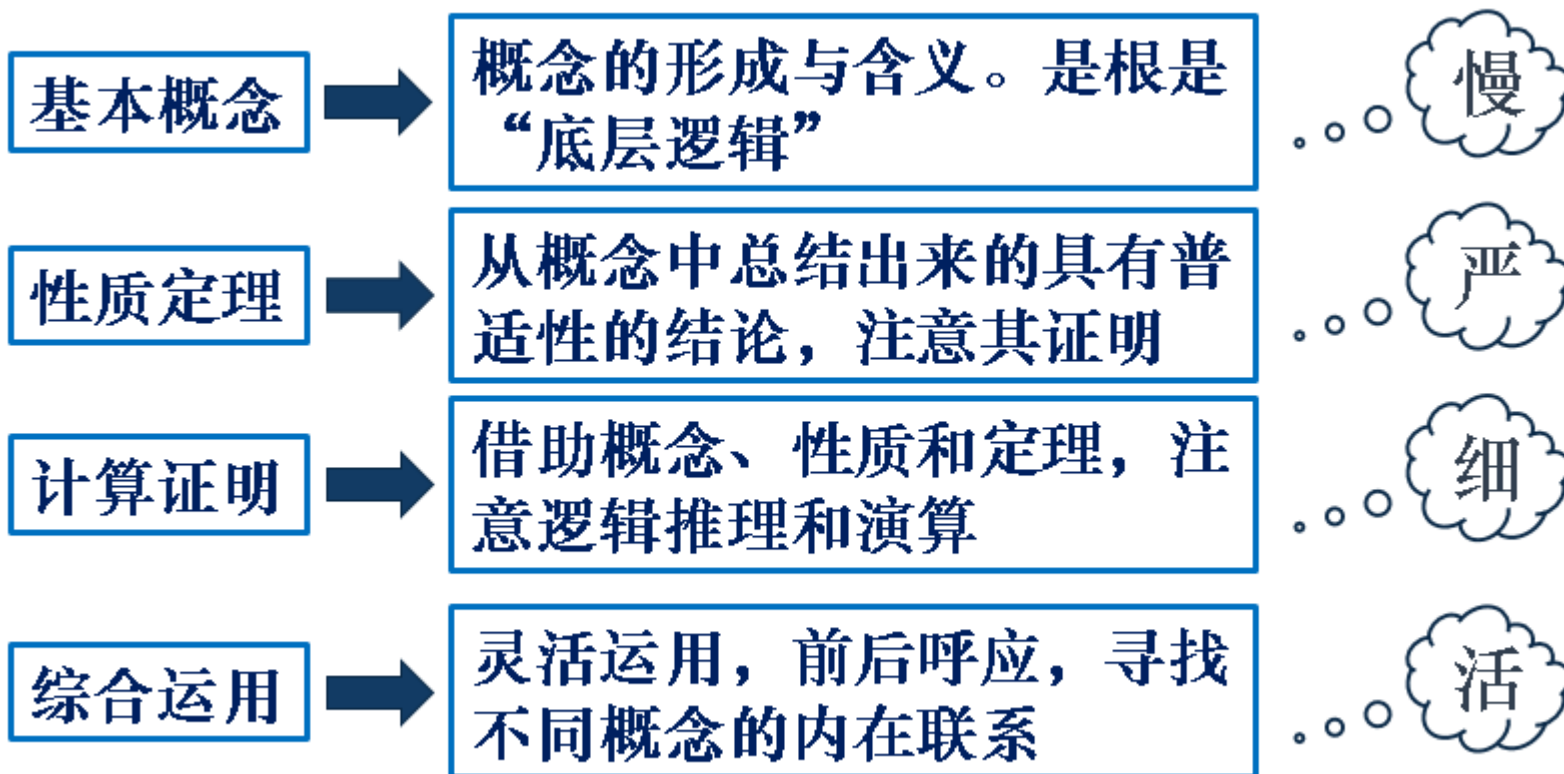 基本概念
概念的形成与含义。是根是
“底层逻辑”
慢
性质定理
从概念中总结出来的具有普
适性的结论，注意其证明
严
计算证明
借助概念、性质和定理，注
意逻辑推理和演算
细
综合运用
灵活运用，前后呼应，寻找
不同概念的内在联系
活